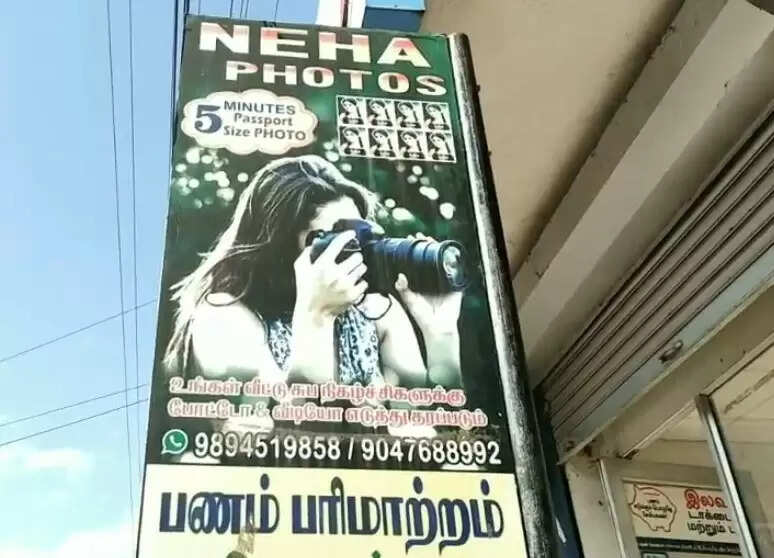 NEHA
PHOTOS
5 MINUTES
Passport
Size PHOTO
உங்கள் வீட்டு சுப நிகழ்ச்சிகளுக்கு
போட்டோ & வீடியோ எடுத்து தரப்படும்
9894519858 / 9047688992
பணம் பரிமாற்றம்
மற்றும்